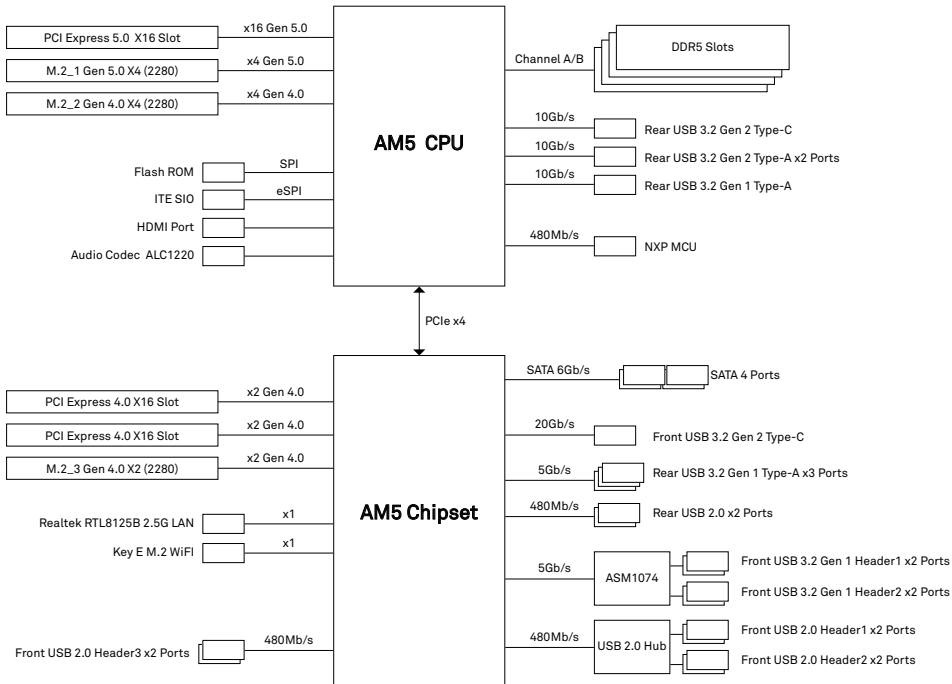 PCI Express 5.0 X16 Slot
x16 Gen 5.0
M.2_1 Gen 5.0 X4 (2280)
x4 Gen 5.0
M.2_2 Gen 4.0 X4 (2280)
x4 Gen 4.0
Flash ROM
SPI
ITE SIO
eSPI
HDMI Port
Audio Codec ALC1220
AM5 CPU
Channel A/B
DDR5 Slots
10Gb/s
Rear USB 3.2 Gen 2 Type-C
10Gb/s
Rear USB 3.2 Gen 2 Type-A x2 Ports
10Gb/s
Rear USB 3.2 Gen 1 Type-A
480Mb/s
NXP MCU
PCIe x4
PCI Express 4.0 X16 Slot
x2 Gen 4.0
PCI Express 4.0 X16 Slot
x2 Gen 4.0
M.2_3 Gen 4.0 X2 (2280)
x2 Gen 4.0
Realtek RTL8125B 2.5G LAN
x1
Key E M.2 WiFI
x1
Front USB 2.0 Header3 x2 Ports
480Mb/s
AM5 Chipset
SATA 6Gb/s
SATA 4 Ports
20Gb/s
Front USB 3.2 Gen 2 Type-C
5Gb/s
Rear USB 3.2 Gen 1 Type-A x3 Ports
480Mb/s
Rear USB 2.0 x2 Ports
5Gb/s
ASM1074
Front USB 3.2 Gen 1 Header1 x2 Ports
Front USB 3.2 Gen 1 Header2 x2 Ports
480Mb/s
USB 2.0 Hub
Front USB 2.0 Header1 x2 Ports
Front USB 2.0 Header2 x2 Ports